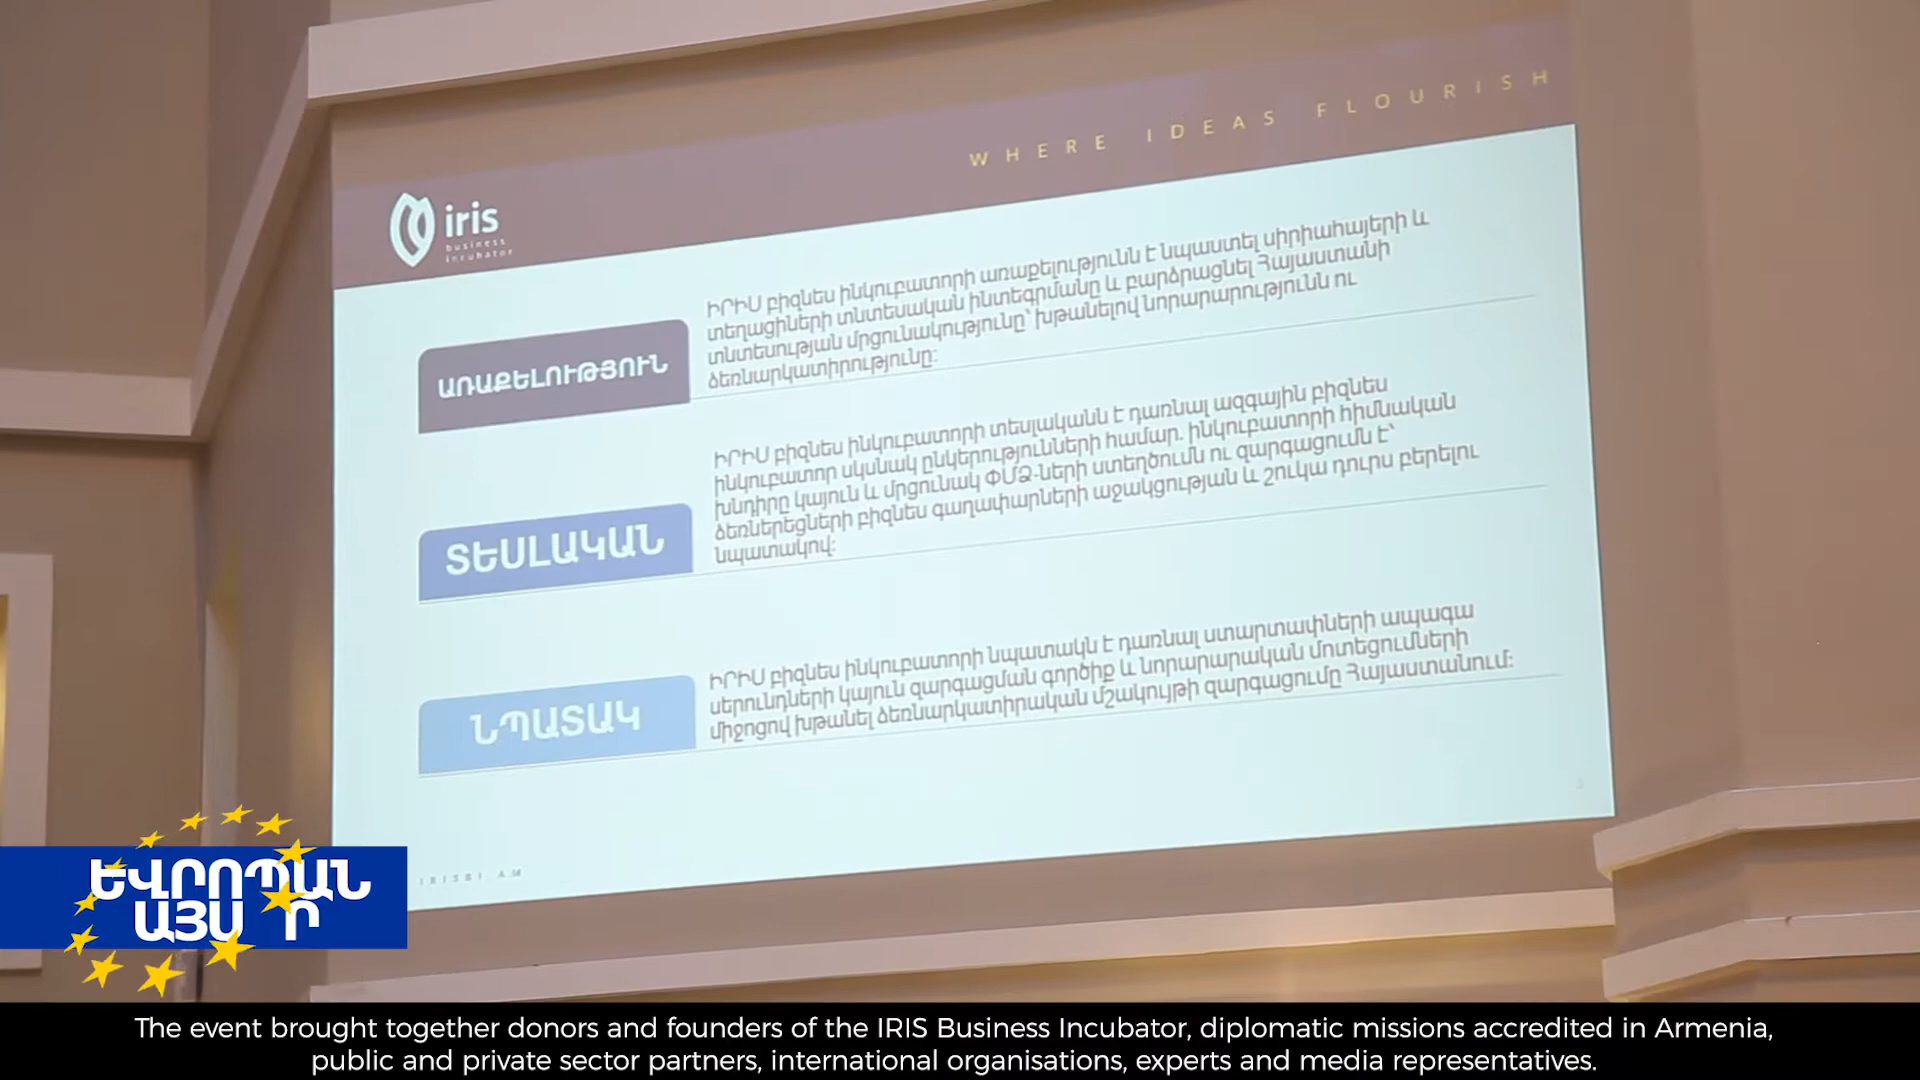 WHERE IDEAS FLOURISH
iris
business
incubator
ԱՌԱՔԵԼՈՒԹՅՈՒՆ
ԻՐԻՍ բիզնես ինկուբատորի առաքելությունն է նպաստել սիրիահայերի և
տեղացիների տնտեսական ինտեգրմանը և բարձրացնել Հայաստանի
տնտեսության մրցունակությունը՝ խթանելով նորարարությունն ու
ձեռնարկատիրությունը։
ՏԵՍԼԱԿԱՆ
ԻՐԻՍ բիզնես ինկուբատորի տեսլականն է դառնալ ազգային բիզնես
ինկուբատոր սկսնակ ընկերությունների համար. ինկուբատորի հիմնական
խնդիրը կայուն և մրցունակ ՓՄՁ-ների ստեղծումն ու զարգացումն է՝
ձեռներեցների բիզնես գաղափարների աջակցության և շուկա դուրս բերելու
նպատակով։
ՆՊԱՏԱԿ
ԻՐԻՍ բիզնես ինկուբատորի նպատակն է դառնալ ստարտափների ապագա
սերունդների կայուն զարգացման գործիք և նորարարական մոտեցումների
միջոցով խթանել ձեռնարկատիրական մշակույթի զարգացումը Հայաստանում։
IRISBI.AM
ԵՎՐՈՊԱՆ
ԱՅՍՕՐ
The event brought together donors and founders of the IRIS Business Incubator, diplomatic missions accredited in Armenia,
public and private sector partners, international organisations, experts and media representatives.